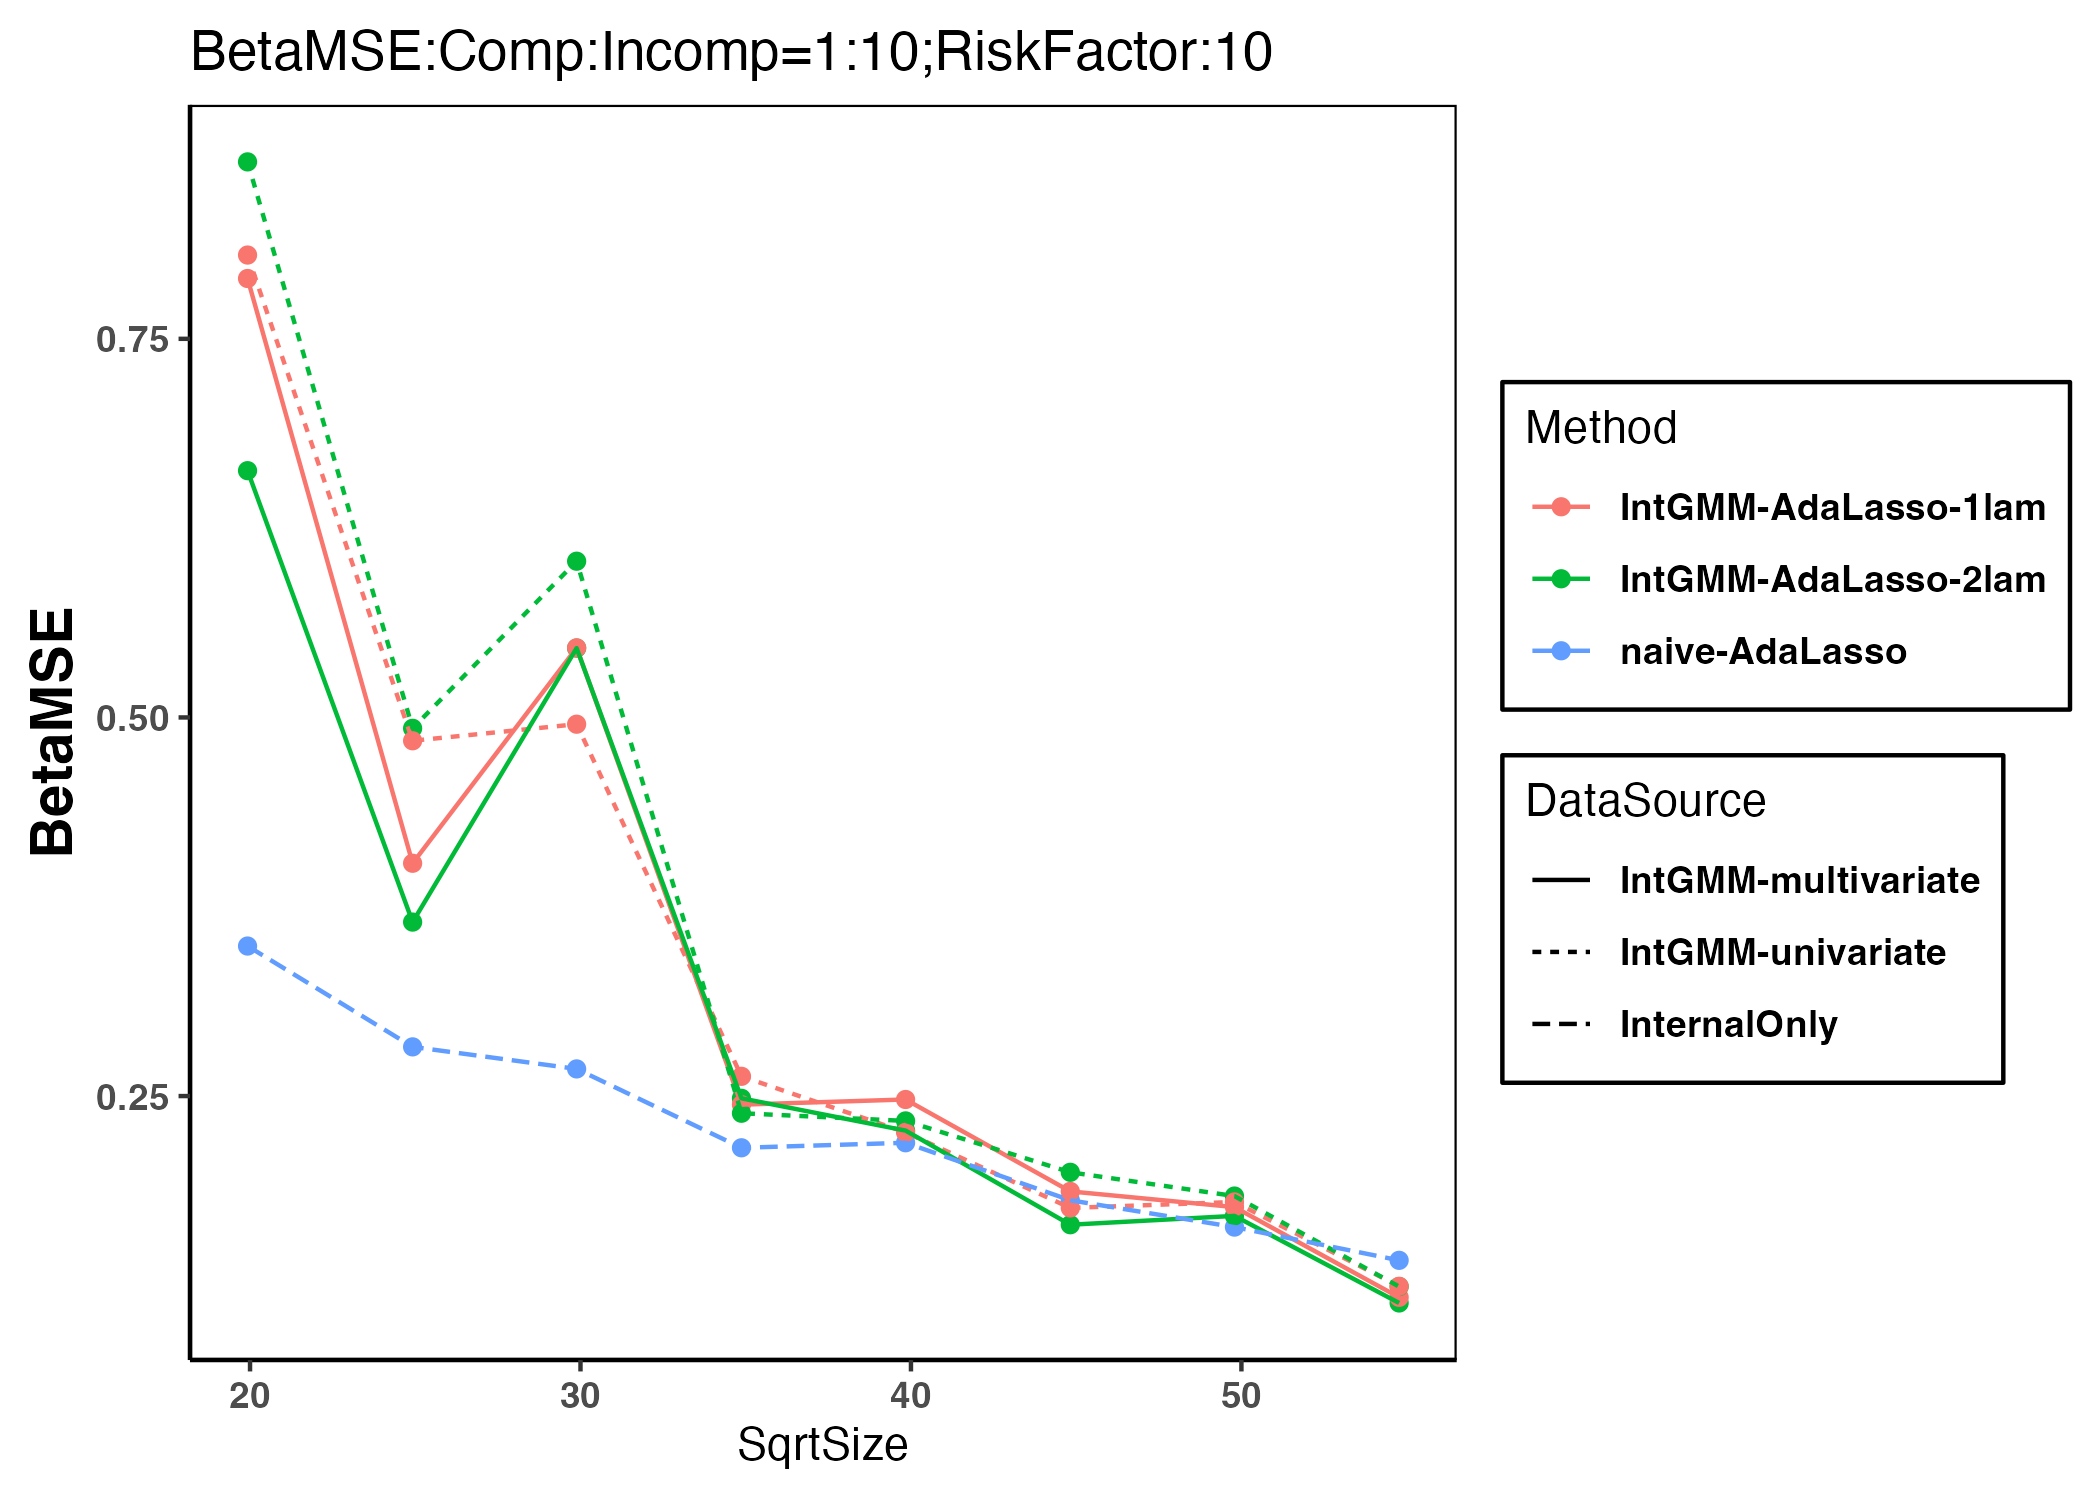 BetaMSE:Comp:Incomp=1:10;RiskFactor:10
BetaMSE
0.75
0.50
0.25
20
30
40
50
SqrtSize
Method
IntGMM-AdaLasso-1lam
IntGMM-AdaLasso-2lam
naive-AdaLasso
DataSource
IntGMM-multivariate
IntGMM-univariate
InternalOnly